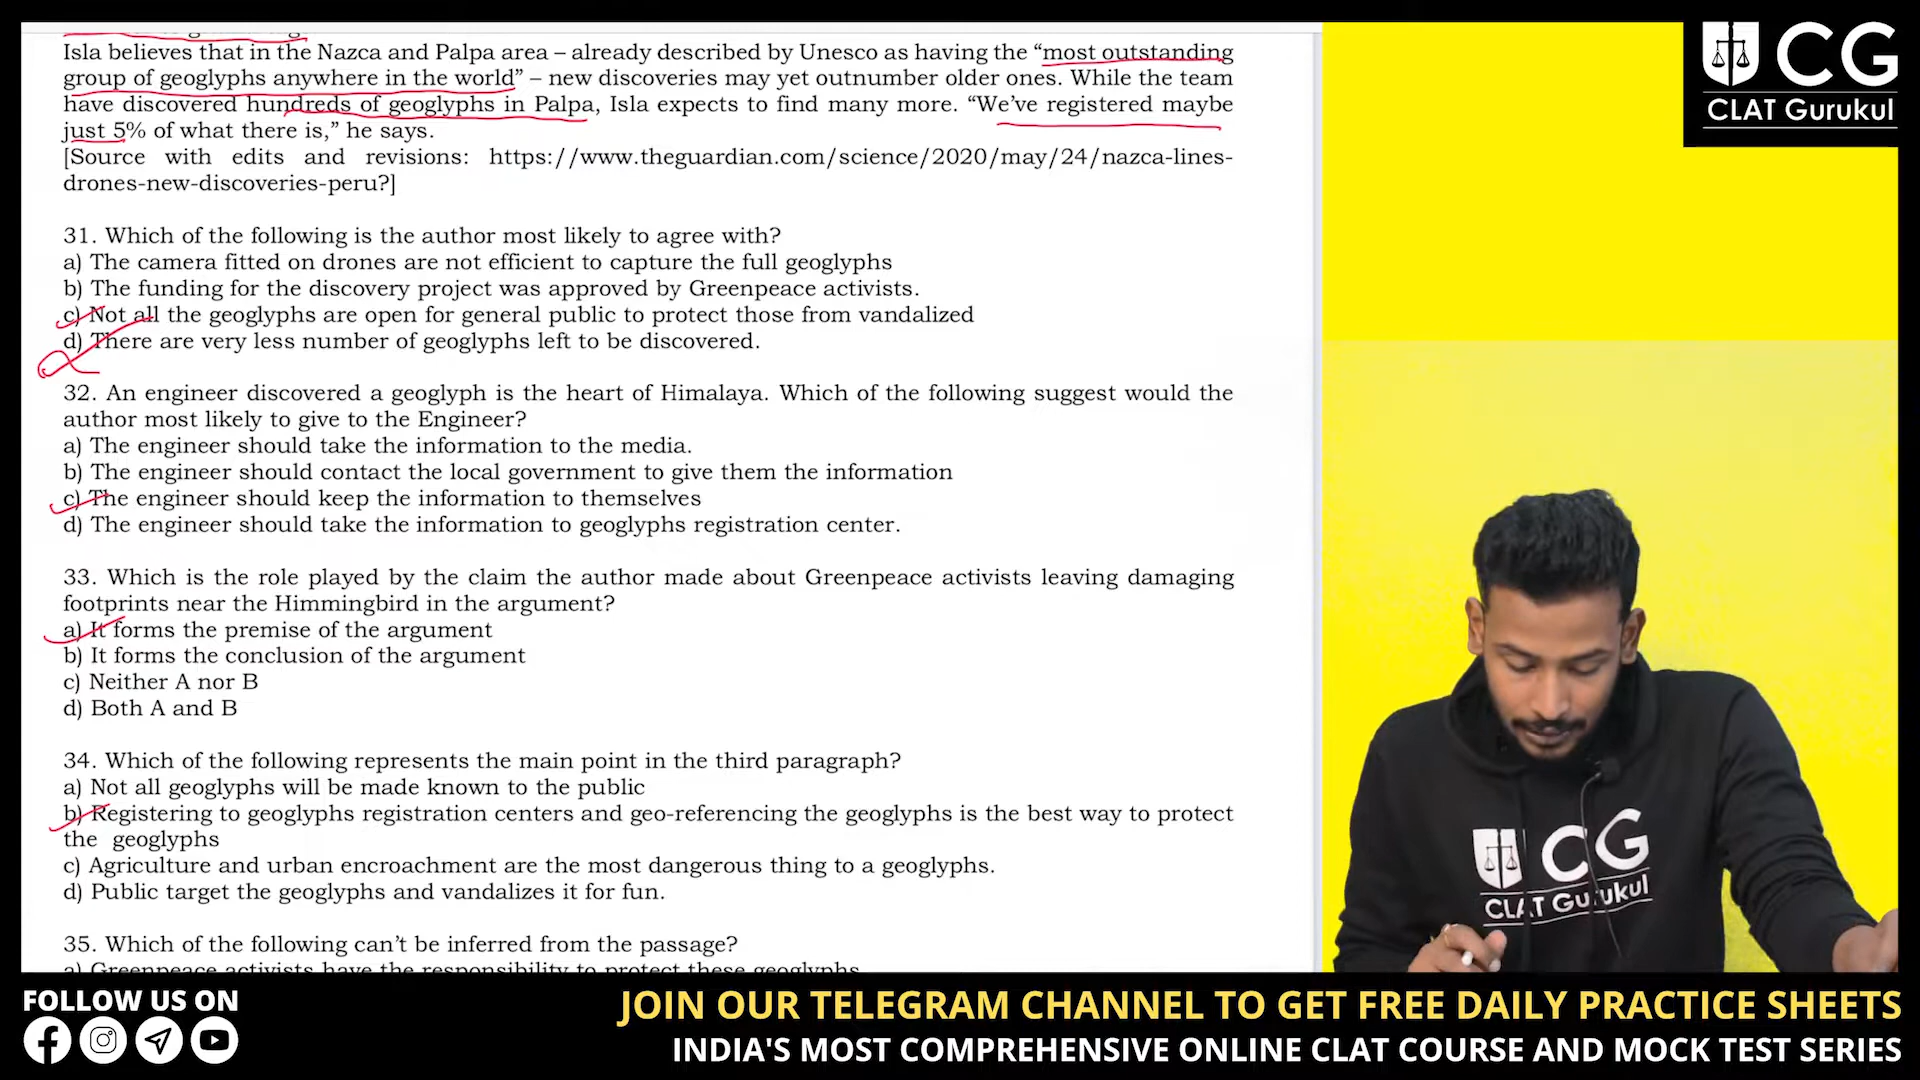 Isla believes that in the Nazca and Palpa area – already described by Unesco as having the “most outstanding
group of geoglyphs anywhere in the world” – new discoveries may yet outnumber older ones. While the team
have discovered hundreds of geoglyphs in Palpa, Isla expects to find many more. “We’ve registered maybe
just 5% of what there is,” he says.
[Source with edits and revisions: https://www.theguardian.com/science/2020/may/24/nazca-lines-
drones-new-discoveries-peru?]
31. Which of the following is the author most likely to agree with?
a) The camera fitted on drones are not efficient to capture the full geoglyphs
b) The funding for the discovery project was approved by Greenpeace activists.
c) Not all the geoglyphs are open for general public to protect those from vandalized
d) There are very less number of geoglyphs left to be discovered.
32. An engineer discovered a geoglyph is the heart of Himalaya. Which of the following suggest would the
author most likely to give to the Engineer?
a) The engineer should take the information to the media.
b) The engineer should contact the local government to give them the information
c) The engineer should keep the information to themselves
d) The engineer should take the information to geoglyphs registration center.
33. Which is the role played by the claim the author made about Greenpeace activists leaving damaging
footprints near the Himmingbird in the argument?
a) It forms the premise of the argument
b) It forms the conclusion of the argument
c) Neither A nor B
d) Both A and B
34. Which of the following represents the main point in the third paragraph?
a) Not all geoglyphs will be made known to the public
b) Registering to geoglyphs registration centers and geo-referencing the geoglyphs is the best way to protect
the geoglyphs
c) Agriculture and urban encroachment are the most dangerous thing to a geoglyphs.
d) Public target the geoglyphs and vandalizes it for fun.
35. Which of the following can’t be inferred from the passage?
a) Greenpeace activists have the responsibility to protect these geoglyphs
CG
CLAT Gurukul
CG
CLAT Gurukul
FOLLOW US ON
JOIN OUR TELEGRAM CHANNEL TO GET FREE DAILY PRACTICE SHEETS
INDIA'S MOST COMPREHENSIVE ONLINE CLAT COURSE AND MOCK TEST SERIES